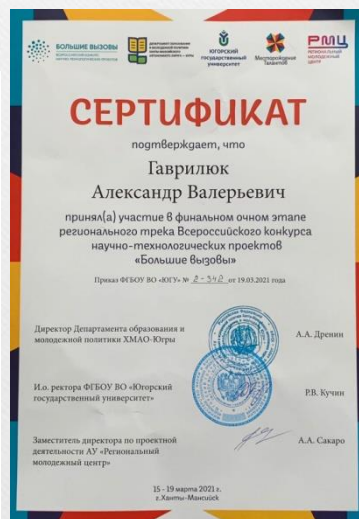 БОЛЬШИЕ ВЫЗОВЫ
ЮГОРСКИЙ
государственный
университет
Месторождение
Талантов
РМЦ
РЕГИОНАЛЬНЫЙ
МОЛОДЕЖНЫЙ
ЦЕНТР
СЕРТИФИКАТ
подтверждает, что
Гаврилюк
Александр Валерьевич
принял(а) участие в финальном очном этапе
регионального трека Всероссийского конкурса
научно-технологических проектов
«Большие вызовы»
Приказ ФГБОУ ВО «ЮГУ» № 2-342 от 19.03.2021 года
Директор Департамента образования и
молодежной политики ХМАО-Югры
А.А. Дренин
И.о. ректора ФГБОУ ВО «Югорский
государственный университет»
Р.В. Кучин
Заместитель директора по проектной
деятельности АУ «Региональный
молодежный центр»
А.А. Сакаро
15 - 19 марта 2021 г.
г.Ханты-Мансийск